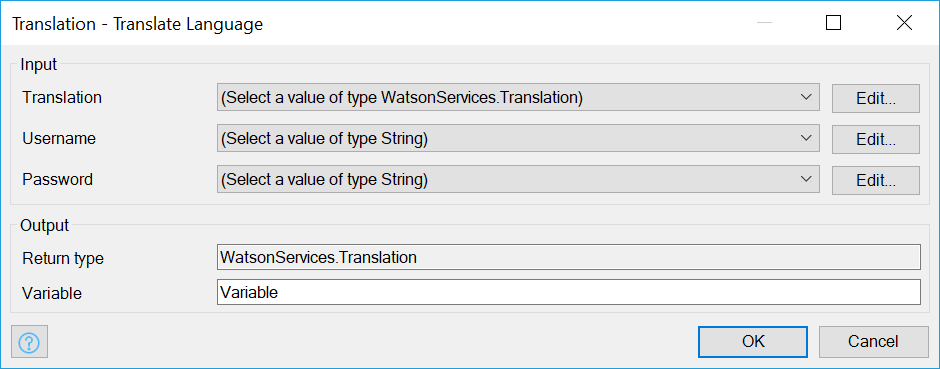 Translation - Translate Language
Input
Translation (Select a value of type WatsonServices.Translation) Edit...
Username (Select a value of type String) Edit...
Password (Select a value of type String) Edit...
Output
Return type WatsonServices.Translation
Variable Variable
? OK Cancel